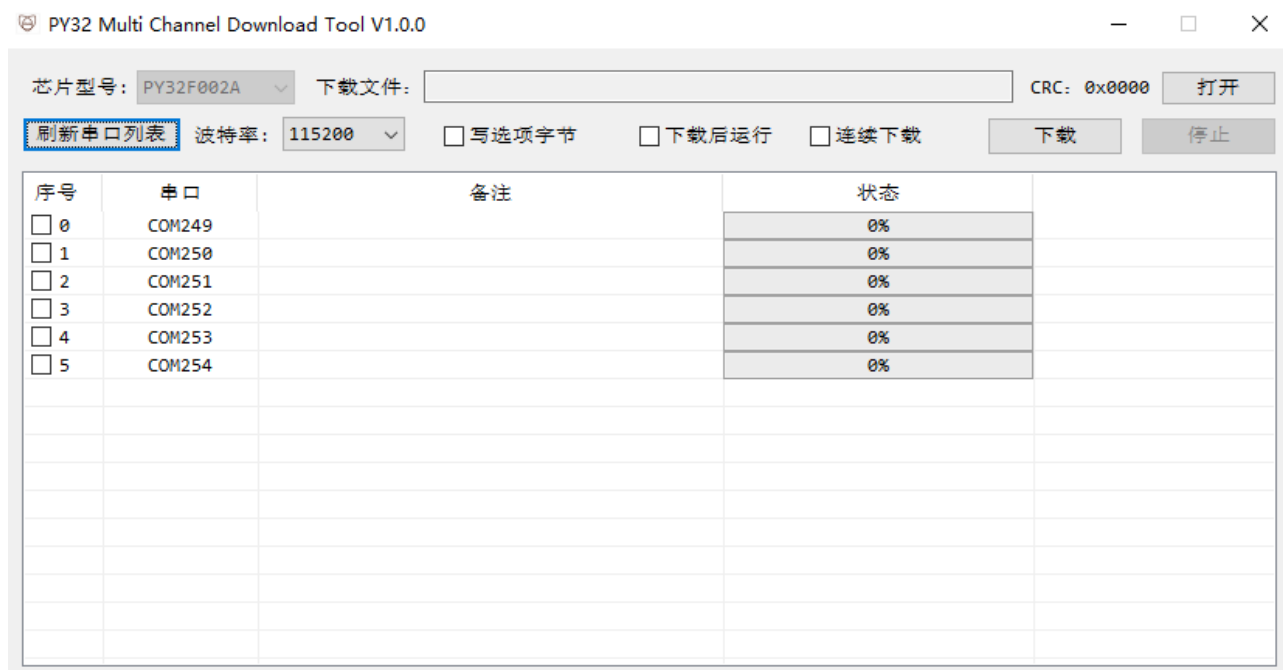 PY32 Multi Channel Download Tool V1.0.0
芯片型号: PY32F002A 下载文件: CRC: 0x0000 打开
刷新串口列表 波特率: 115200 写选项字节 下载后运行 连续下载 下载 停止
序号 串口 备注 状态
0 COM249 0%
1 COM250 0%
2 COM251 0%
3 COM252 0%
4 COM253 0%
5 COM254 0%